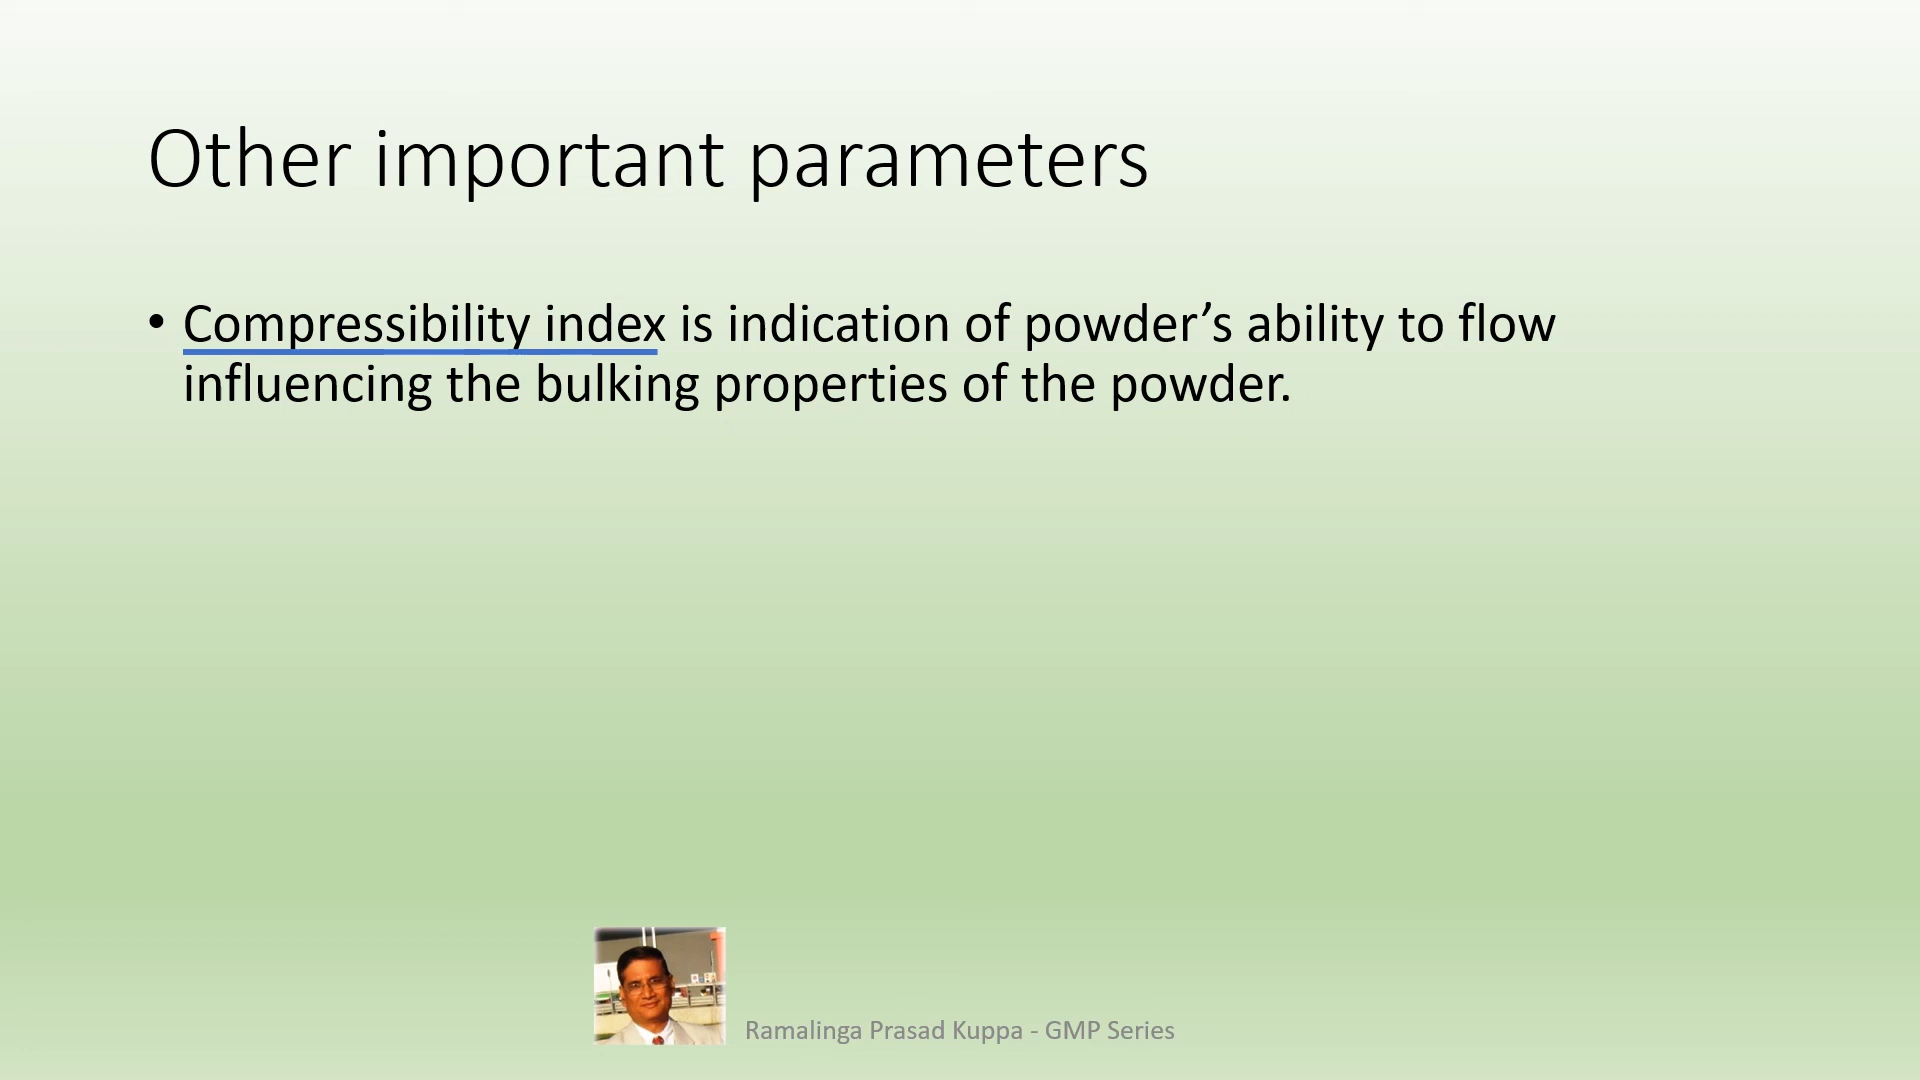 Other important parameters
• Compressibility index is indication of powder’s ability to flow
influencing the bulking properties of the powder.
Ramalinga Prasad Kuppa - GMP Series